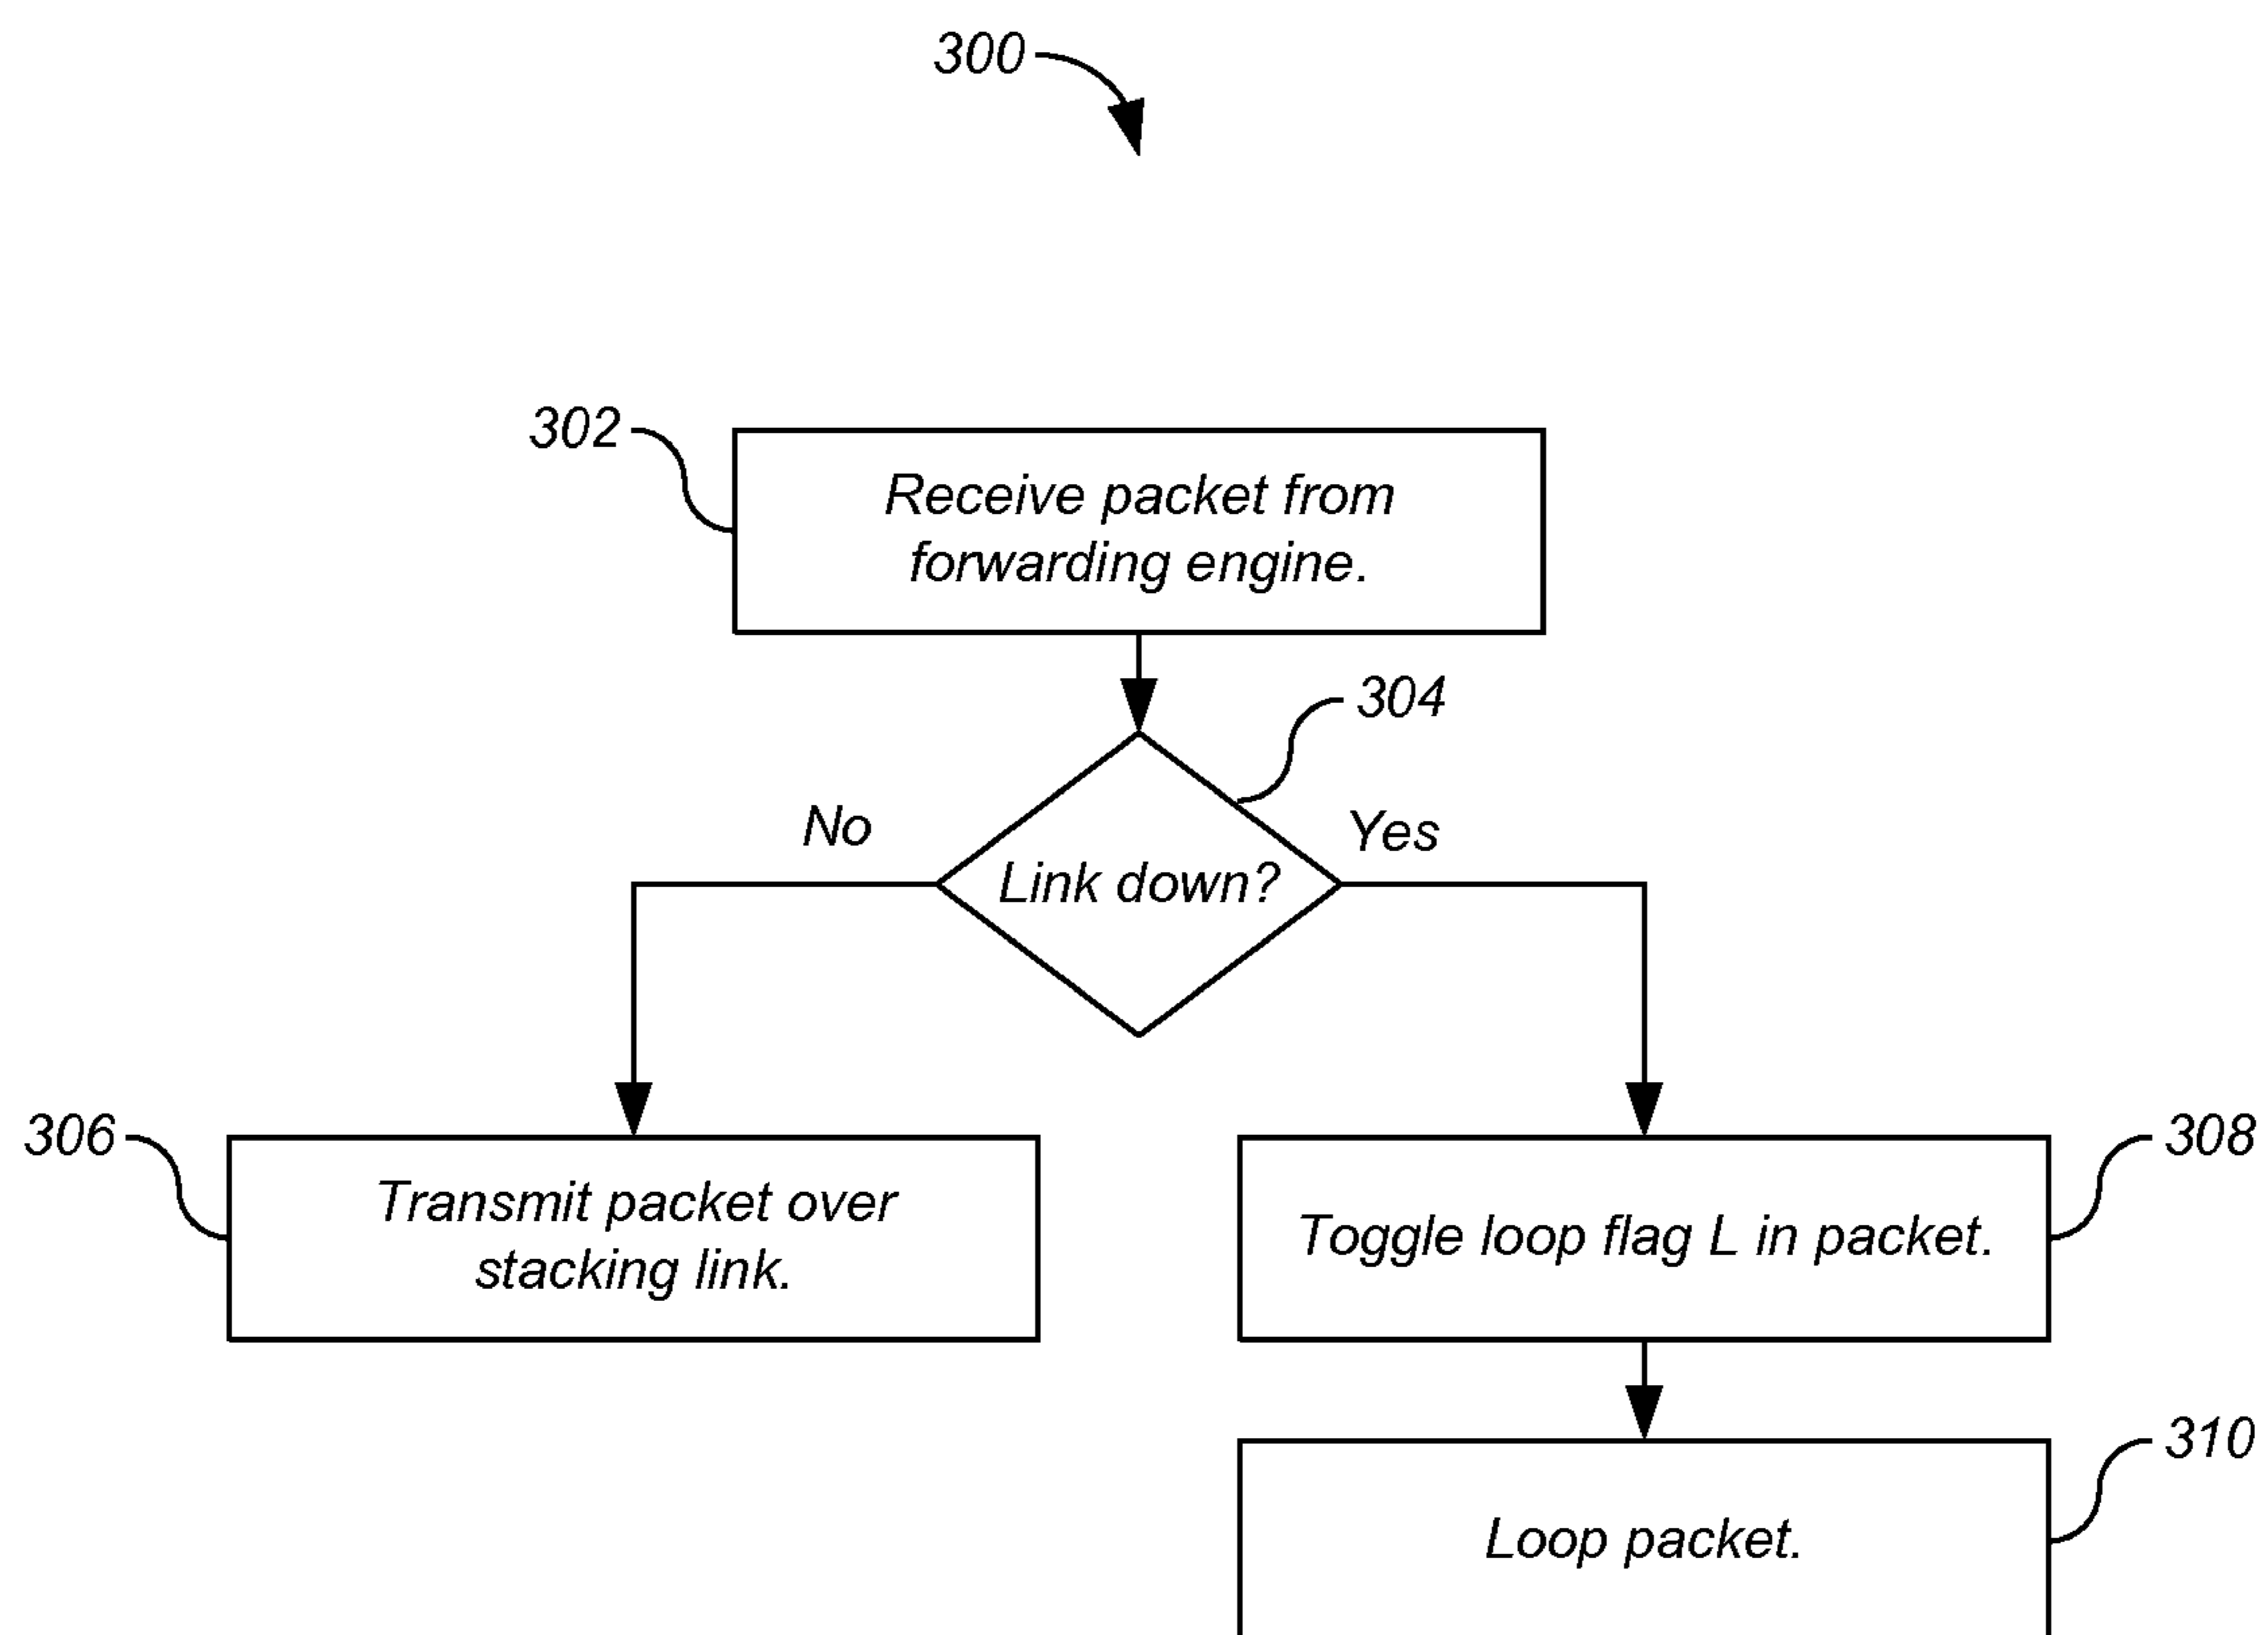 300
302
Receive packet from
forwarding engine.
304
No
Yes
Link down?
306
Transmit packet over
stacking link.
308
Toggle loop flag L in packet.
310
Loop packet.